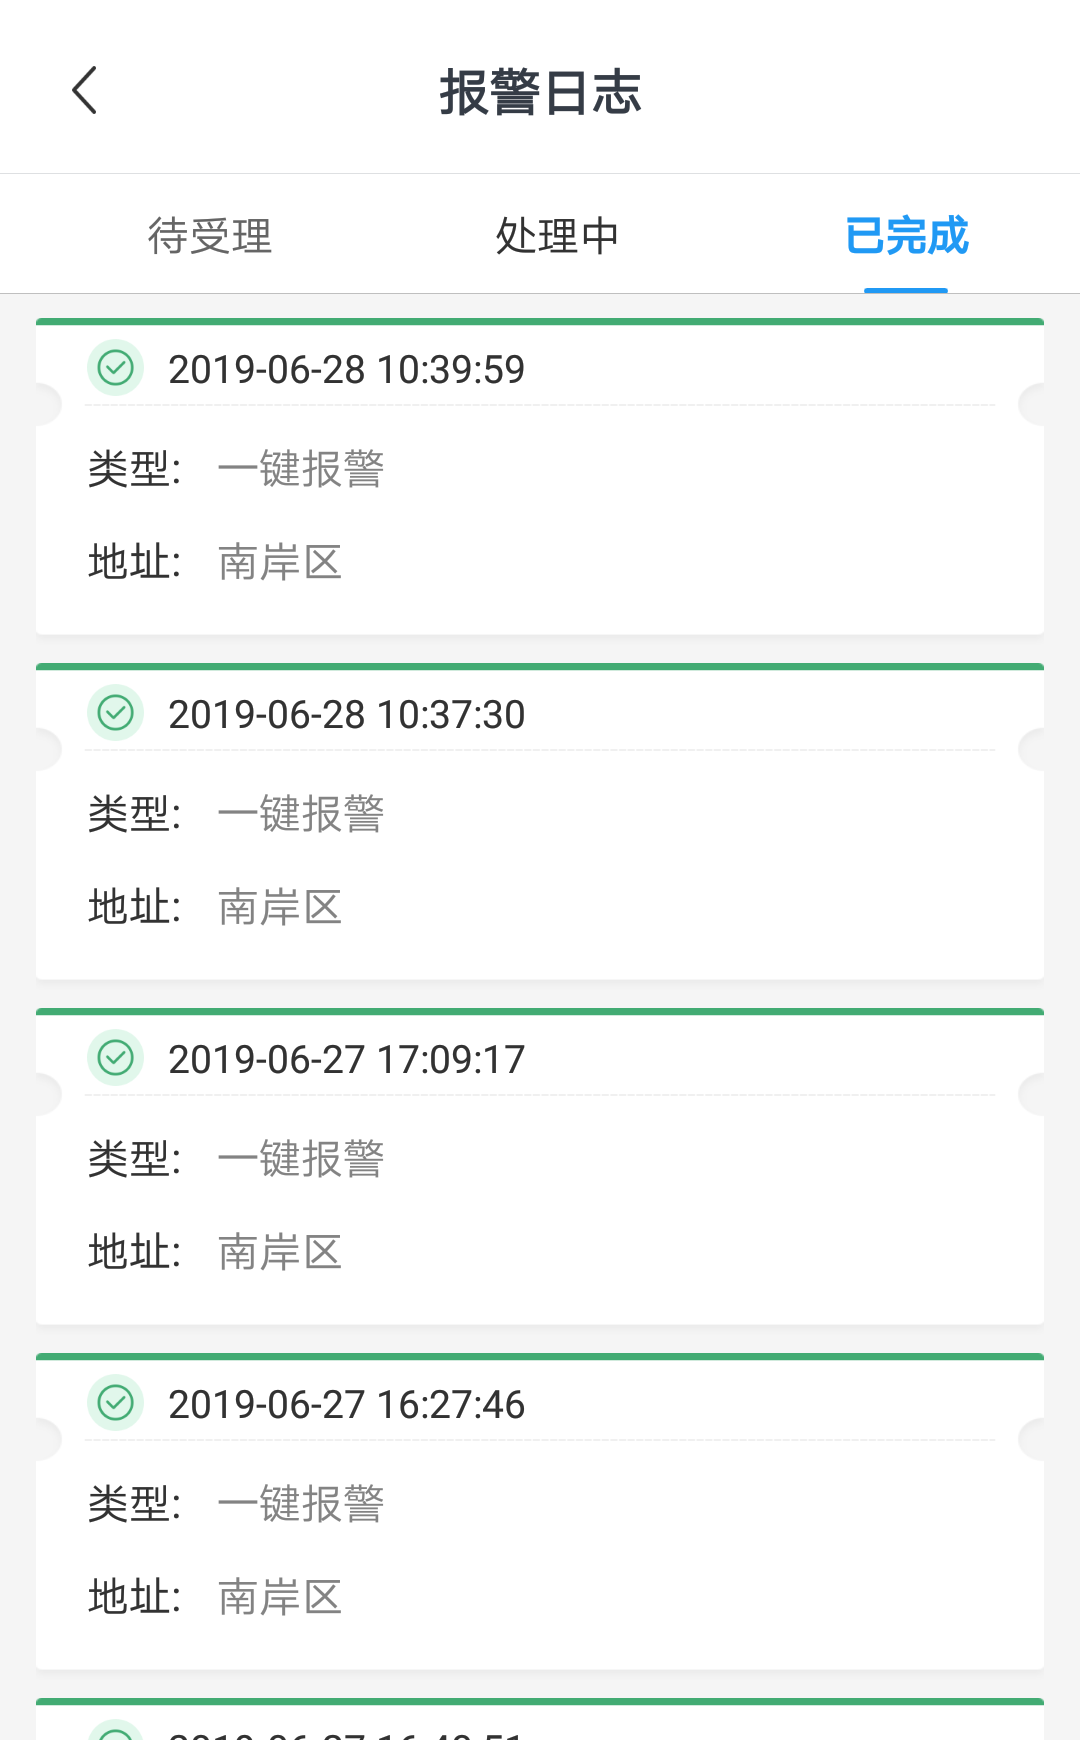 报警日志
待受理 处理中 已完成
2019-06-28 10:39:59
类型: 一键报警
地址: 南岸区
2019-06-28 10:37:30
类型: 一键报警
地址: 南岸区
2019-06-27 17:09:17
类型: 一键报警
地址: 南岸区
2019-06-27 16:27:46
类型: 一键报警
地址: 南岸区